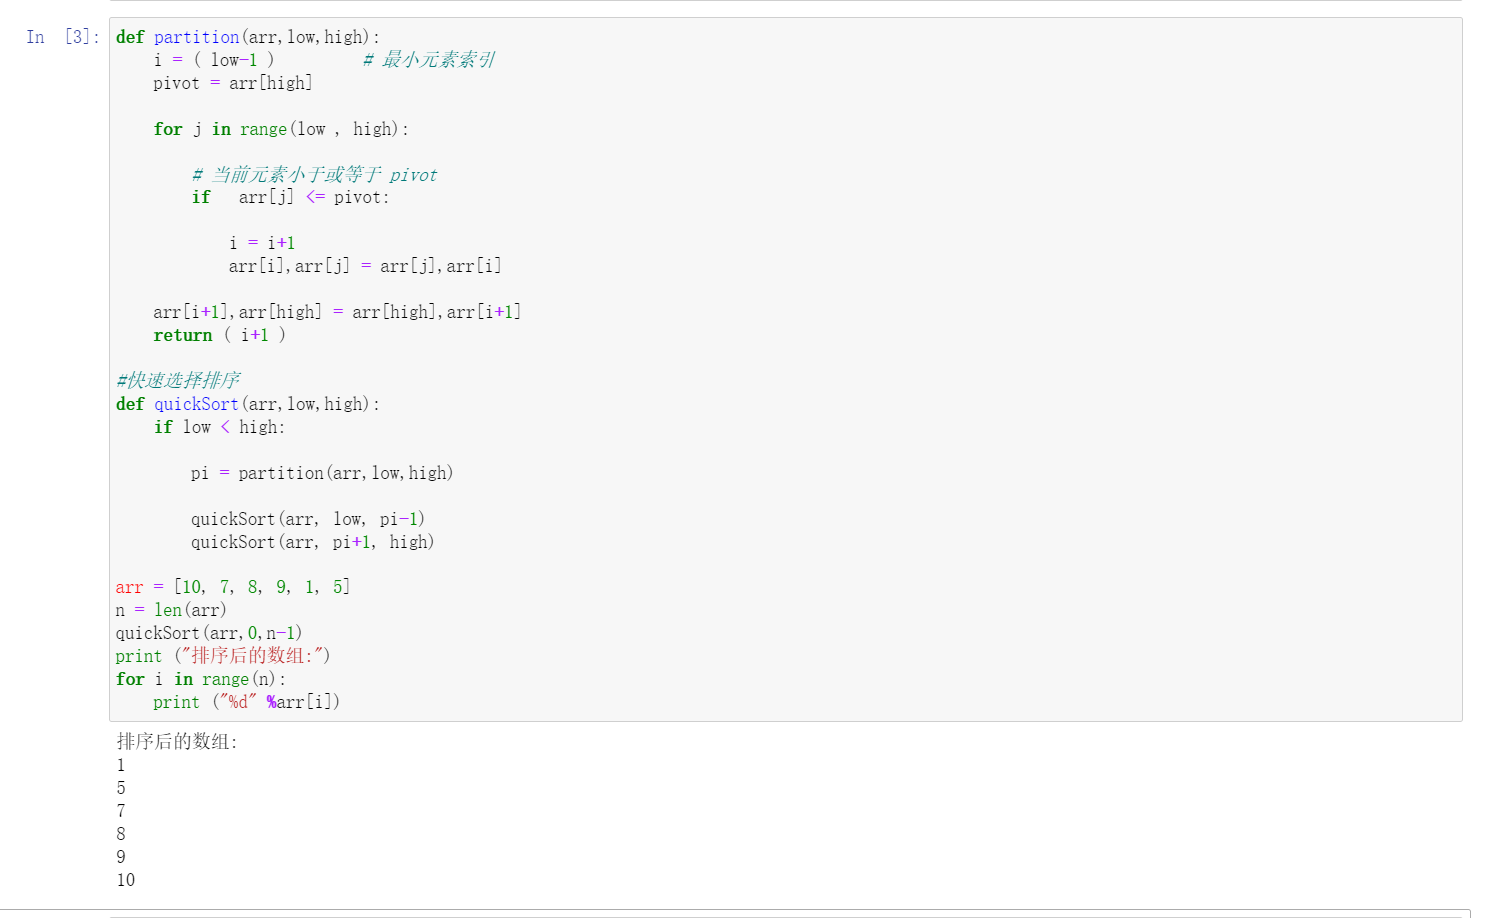 In [3]:
def partition(arr,low,high):
    i = ( low-1 )         # 最小元素索引
    pivot = arr[high]
    for j in range(low , high):
        # 当前元素小于或等于 pivot
        if   arr[j] <= pivot:
            i = i+1
            arr[i],arr[j] = arr[j],arr[i]
    arr[i+1],arr[high] = arr[high],arr[i+1]
    return ( i+1 )
#快速选择排序
def quickSort(arr,low,high):
    if low < high:
        pi = partition(arr,low,high)
        quickSort(arr, low, pi-1)
        quickSort(arr, pi+1, high)
arr = [10, 7, 8, 9, 1, 5]
n = len(arr)
quickSort(arr,0,n-1)
print ("排序后的数组:")
for i in range(n):
    print ("%d" %arr[i])
排序后的数组:
1
5
7
8
9
10